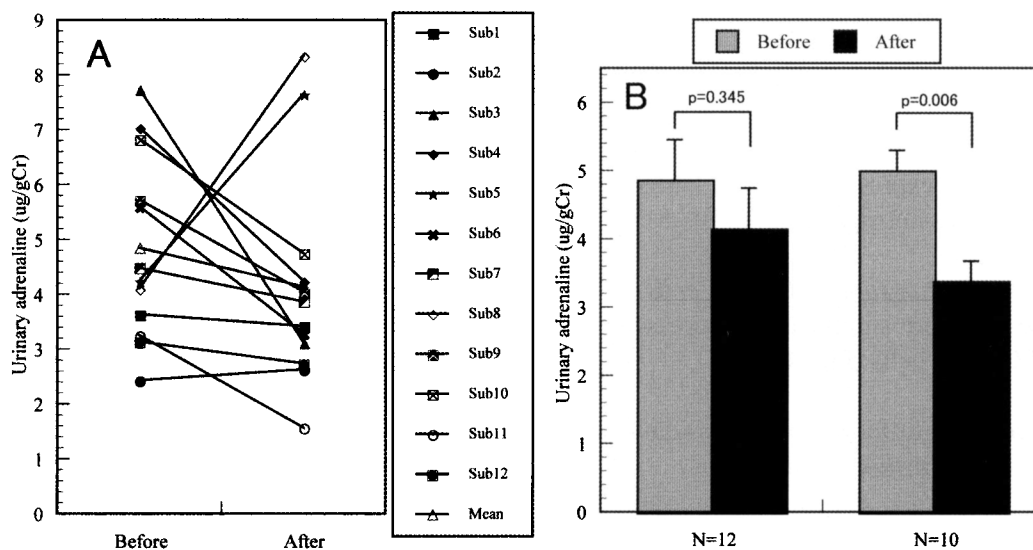 A
Urinary adrenaline (ug/gCr)
9
8
7
6
5
4
3
2
1
0
Before
After
Sub1
Sub2
Sub3
Sub4
Sub5
Sub6
Sub7
Sub8
Sub9
Sub10
Sub11
Sub12
Mean
Before
After
B
Urinary adrenaline (ug/gCr)
6
5
4
3
2
1
0
p=0.345
p=0.006
N=12
N=10